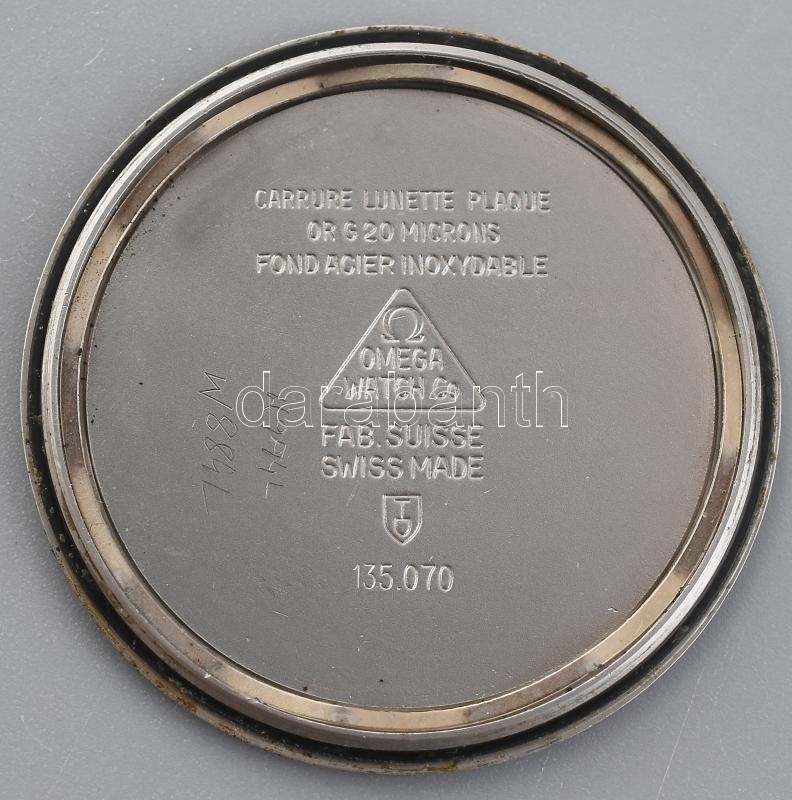 CARRURE LUNETTE PLAQUE
OR G 20 MICRONS
FOND ACIER INOXYDABLE
Ω
OMEGA
WATCH Co
FAB. SUISSE
SWISS MADE
135.070
darabanth